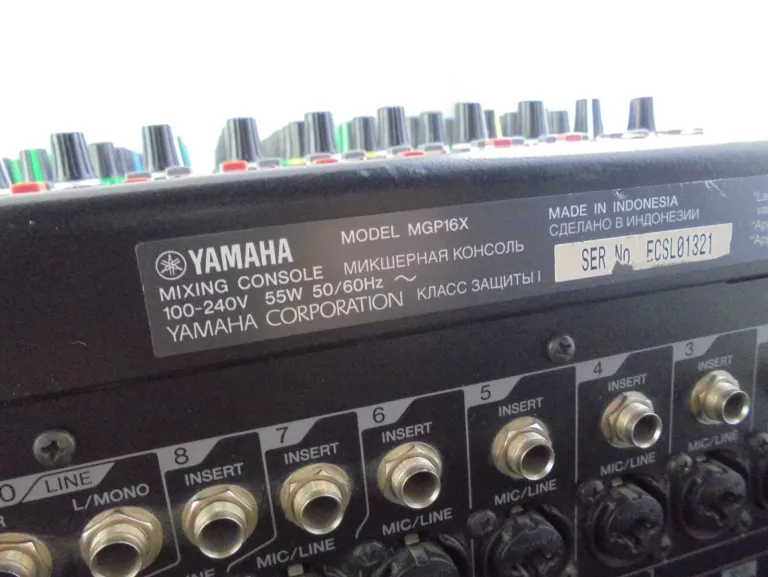 YAMAHA
MODEL MGP16X
MIXING CONSOLE МИКШЕРНАЯ КОНСОЛЬ
100-240V 55W 50/60Hz ~
YAMAHA CORPORATION КЛАСС ЗАЩИТЫ I
MADE IN INDONESIA
СДЕЛАНО В ИНДОНЕЗИИ
SER No. ECSL01321
3
INSERT
4
INSERT
MIC/LINE
5
INSERT
MIC/LINE
6
INSERT
MIC/LINE
7
INSERT
MIC/LINE
8
INSERT
MIC/LINE
LINE
L/MONO